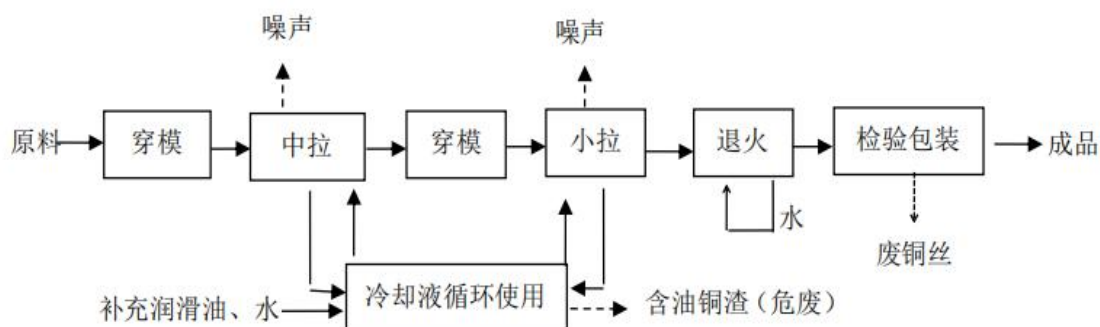 噪声
噪声
原料
穿模
中拉
穿模
小拉
退火
检验包装
成品
水
废铜丝
补充润滑油、水
冷却液循环使用
含油铜渣（危废）